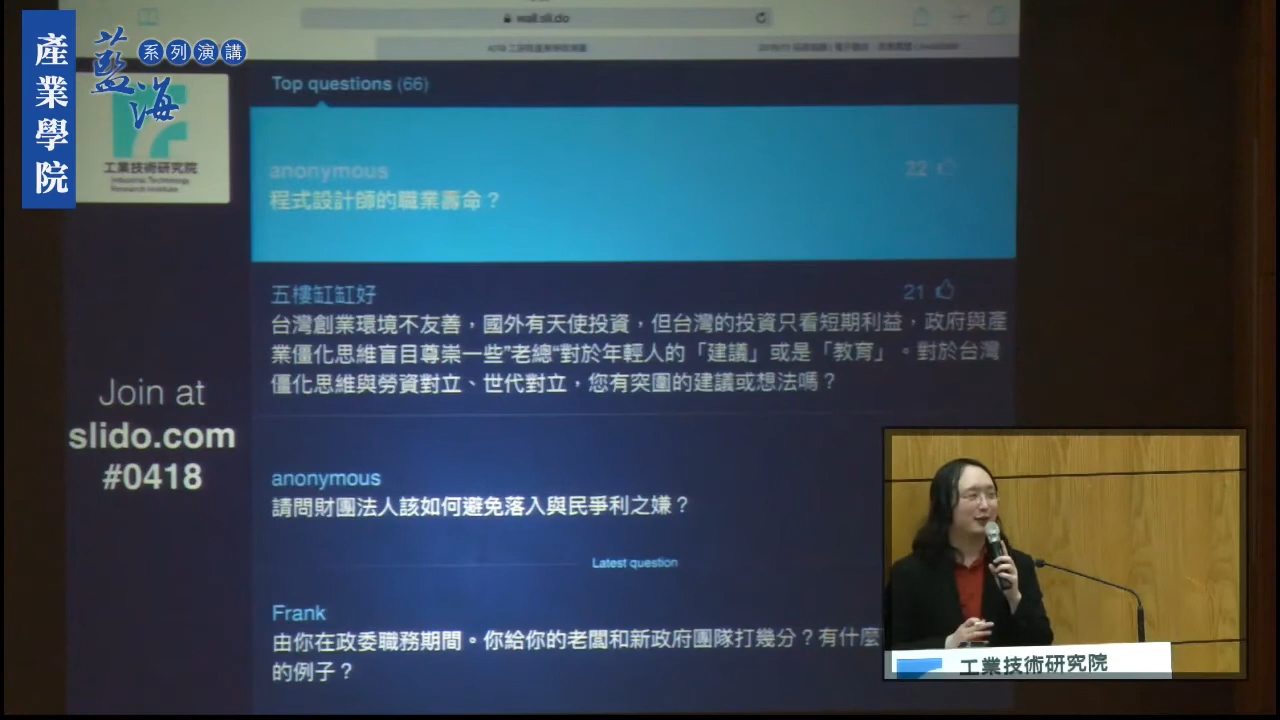 產業學院
藍海
系列演講
wall.sli.do
工業技術研究院
Industrial Technology
Research Institute
Join at
slido.com
#0418
Top questions (66)
anonymous
22
程式設計師的職業壽命？
五樓缸缸好
21
台灣創業環境不友善，國外有天使投資，但台灣的投資只看短期利益，政府與產
業僵化思維盲目尊崇一些"老總"對於年輕人的「建議」或是「教育」。對於台灣
僵化思維與勞資對立、世代對立，您有突圍的建議或想法嗎？
anonymous
請問財團法人該如何避免落入與民爭利之嫌？
Latest question
Frank
由你在政委職務期間。你給你的老闆和新政府團隊打幾分？有什麼
的例子？
工業技術研究院